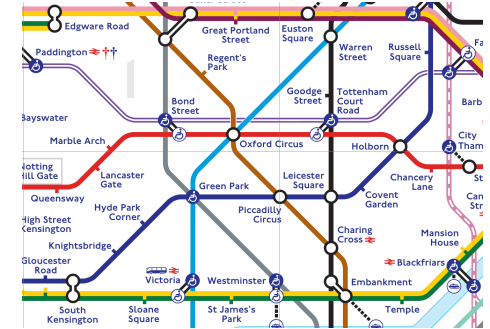 Edgware Road
Great Portland
Street
Euston
Square
Warren
Street
Russell
Square
Paddington
Regent's
Park
Goodge
Street
Bond
Street
Tottenham
Court
Road
Bayswater
Marble Arch
Oxford Circus
Holborn
City
Notting
Hill Gate
Lancaster
Gate
Queensway
Green Park
Leicester
Square
Chancery
Lane
Covent
Garden
Hyde Park
Corner
Piccadilly
Circus
High Street
Kensington
Knightsbridge
Charing
Cross
Mansion
House
Gloucester
Road
Victoria
Westminster
Blackfriars
Embankment
South
Kensington
Sloane
Square
St James's
Park
Temple